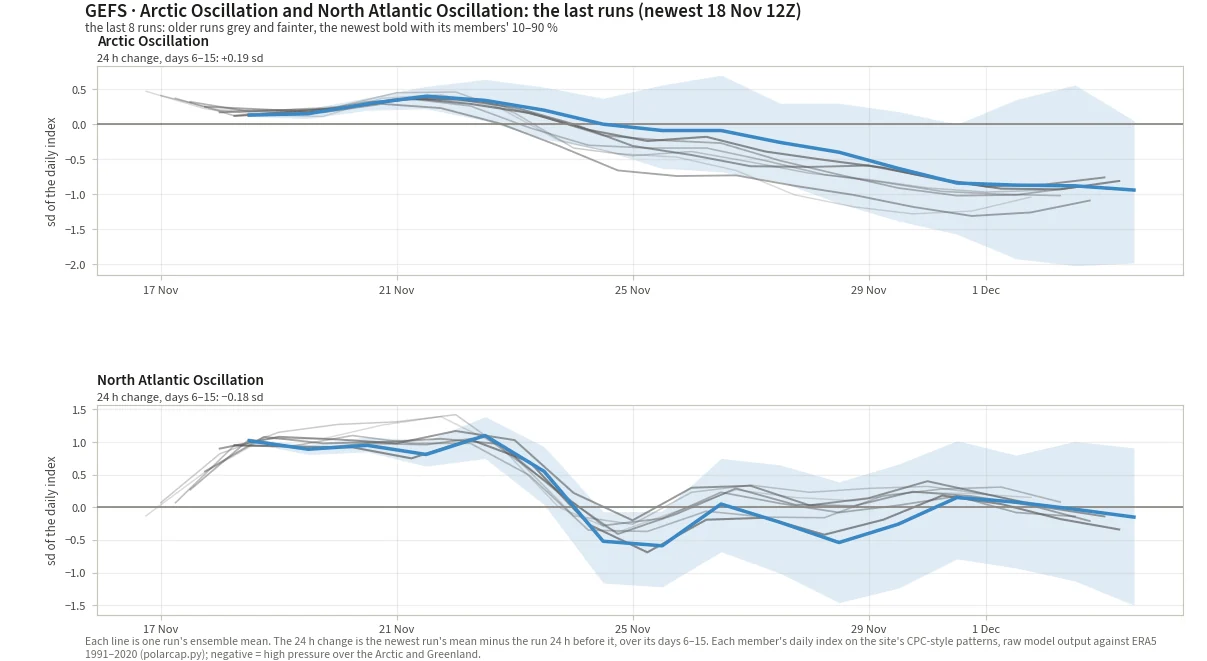 GEFS · Arctic Oscillation and North Atlantic Oscillation: the last runs (newest 18 Nov 12Z)
the last 8 runs: older runs grey and fainter, the newest bold with its members' 10–90 %
Arctic Oscillation
24 h change, days 6–15: +0.19 sd
sd of the daily index
0.5
0.0
−0.5
−1.0
−1.5
−2.0
17 Nov
21 Nov
25 Nov
29 Nov
1 Dec
North Atlantic Oscillation
24 h change, days 6–15: −0.18 sd
sd of the daily index
1.5
1.0
0.5
0.0
−0.5
−1.0
−1.5
17 Nov
21 Nov
25 Nov
29 Nov
1 Dec
Each line is one run's ensemble mean. The 24 h change is the newest run's mean minus the run 24 h before it, over its days 6–15. Each member's daily index on the site's CPC-style patterns, raw model output against ERA5
1991–2020 (polarcap.py); negative = high pressure over the Arctic and Greenland.